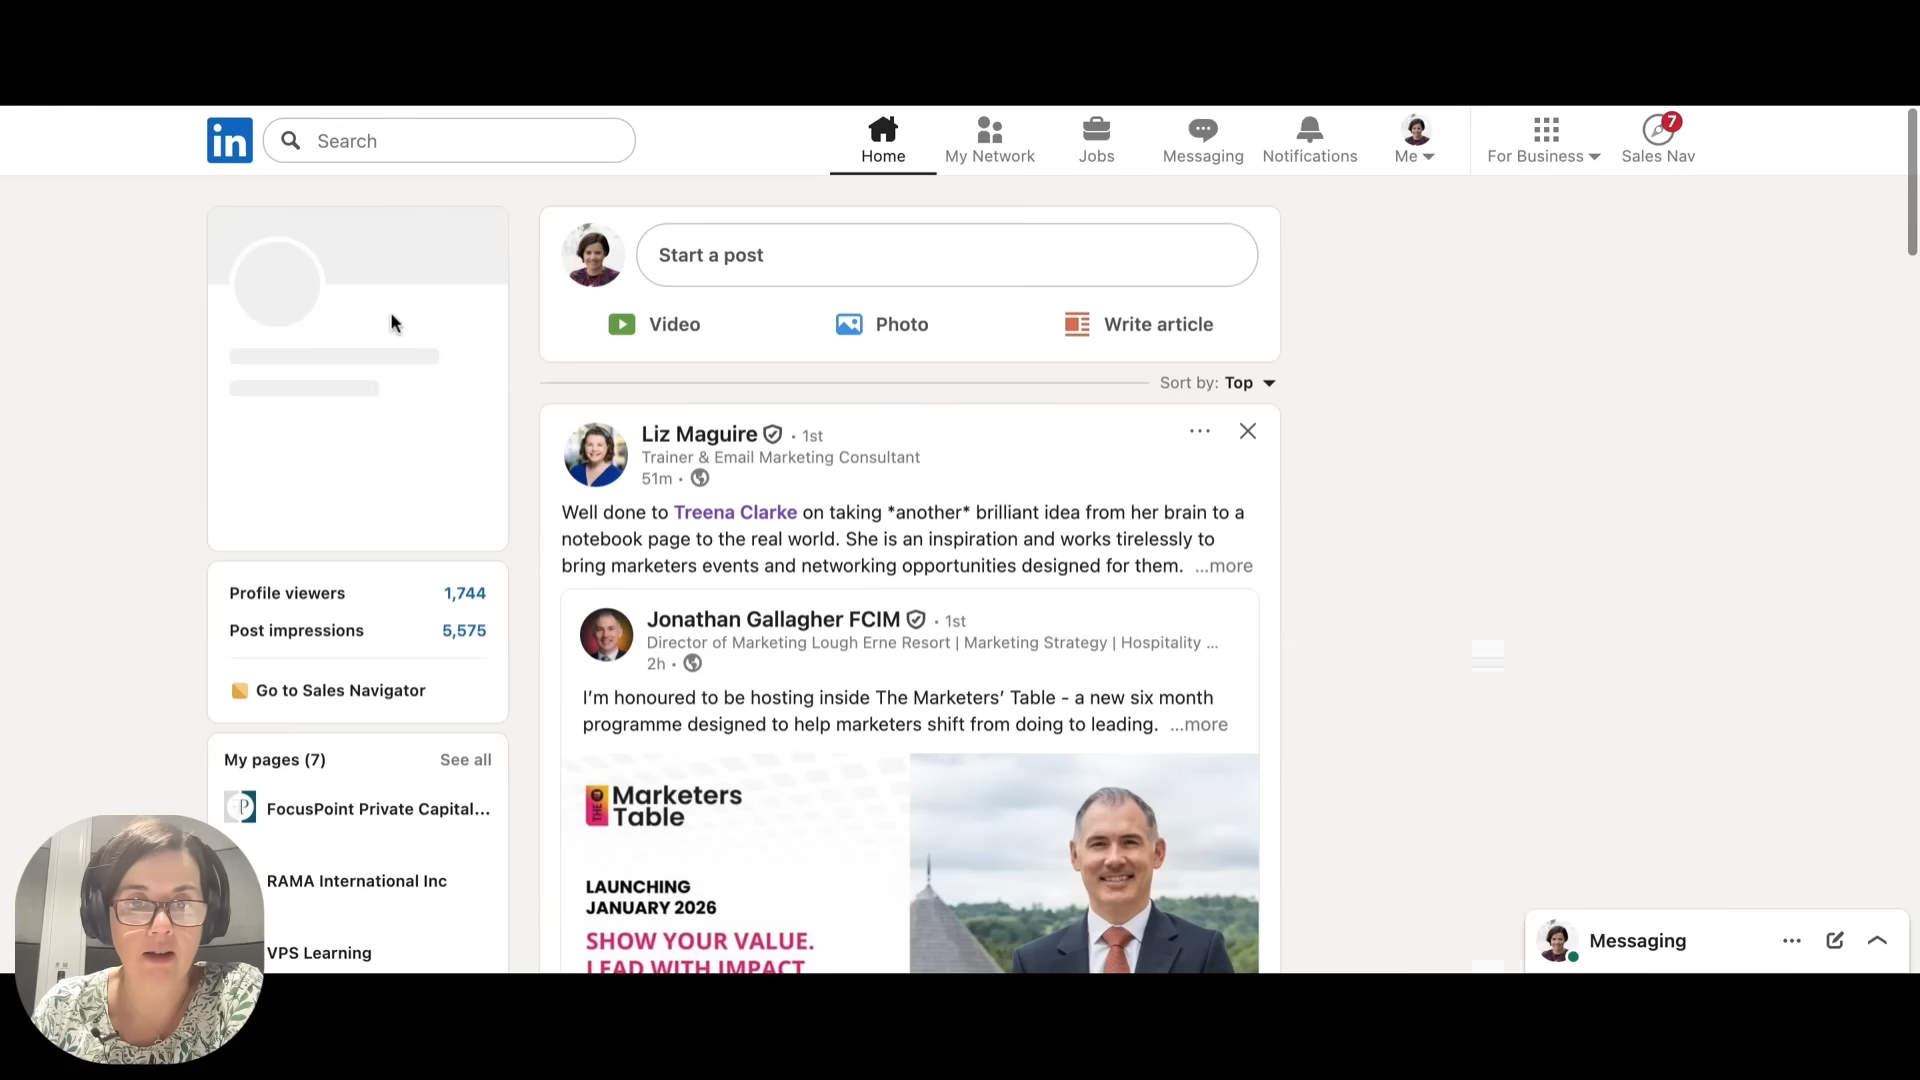 in
Search
Home
My Network
Jobs
Messaging
Notifications
Me
For Business
7
Sales Nav
Start a post
Video
Photo
Write article
Sort by: Top
Liz Maguire • 1st
Trainer & Email Marketing Consultant
51m •
Well done to Treena Clarke on taking *another* brilliant idea from her brain to a
notebook page to the real world. She is an inspiration and works tirelessly to
bring marketers events and networking opportunities designed for them. ...more
Jonathan Gallagher FCIM • 1st
Director of Marketing Lough Erne Resort | Marketing Strategy | Hospitality ...
2h •
I'm honoured to be hosting inside The Marketers' Table - a new six month
programme designed to help marketers shift from doing to leading. ...more
THE
Marketers
Table
LAUNCHING
JANUARY 2026
SHOW YOUR VALUE.
LEAD WITH IMPACT
Profile viewers 1,744
Post impressions 5,575
Go to Sales Navigator
My pages (7) See all
P
FocusPoint Private Capital...
RAMA International Inc
VPS Learning
Messaging